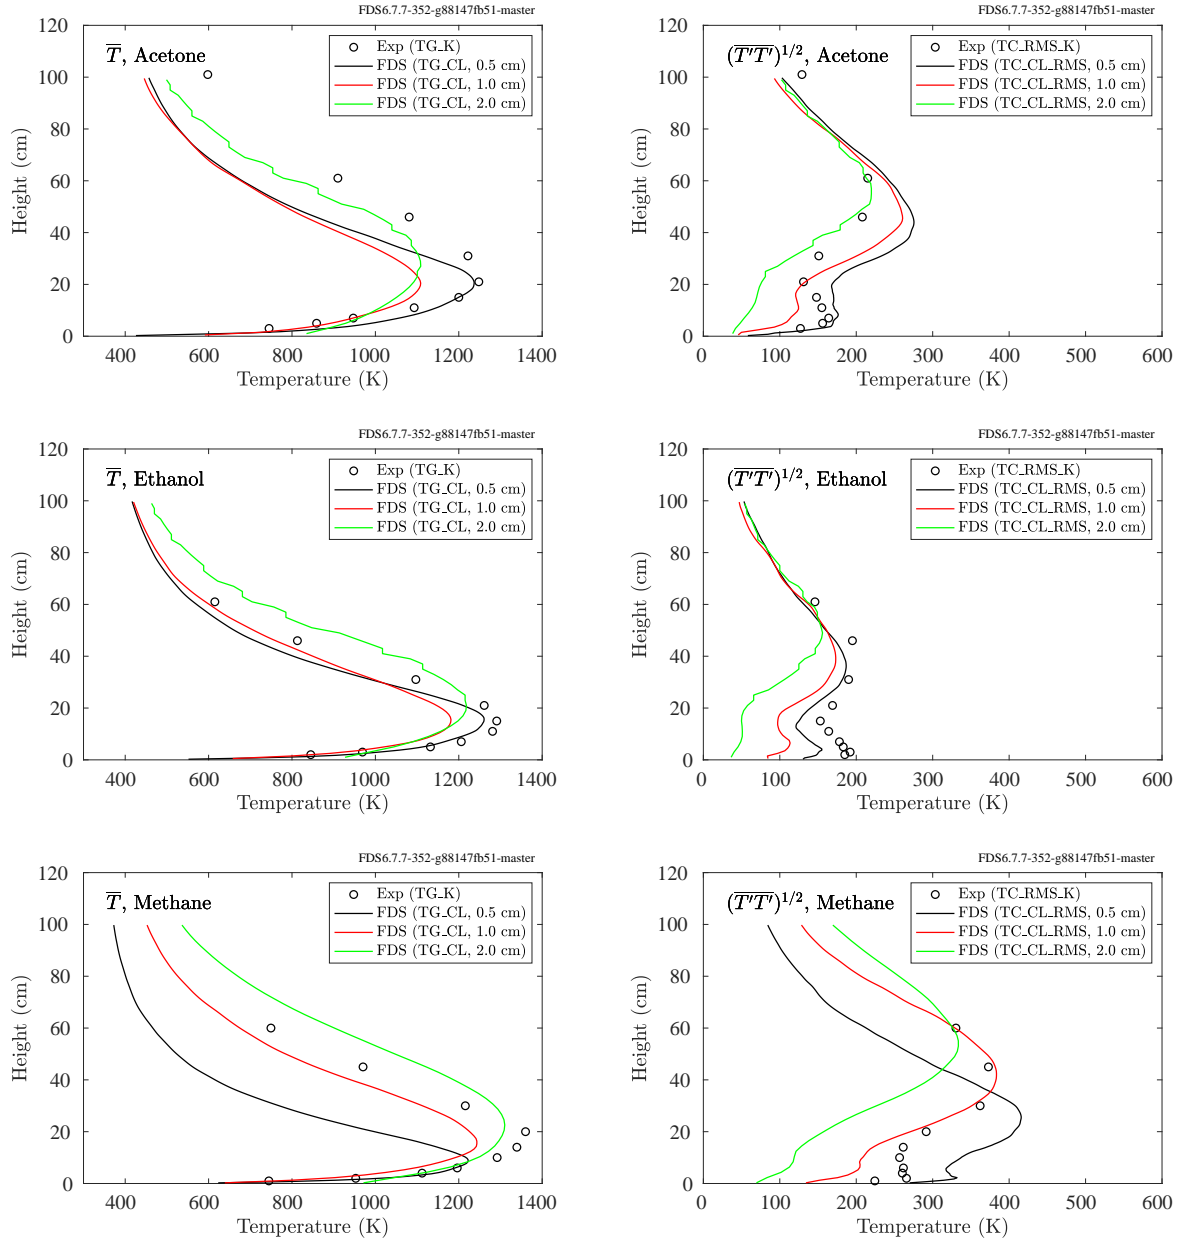 FDS6.7.7-352-g88147fb51-master
T̅, Acetone
Exp (TG_K)
FDS (TG_CL, 0.5 cm)
FDS (TG_CL, 1.0 cm)
FDS (TG_CL, 2.0 cm)
120
100
80
60
40
20
0
Height (cm)
400 600 800 1000 1200 1400
Temperature (K)
FDS6.7.7-352-g88147fb51-master
(T′T′)^1/2, Acetone
Exp (TC_RMS_K)
FDS (TC_CL_RMS, 0.5 cm)
FDS (TC_CL_RMS, 1.0 cm)
FDS (TC_CL_RMS, 2.0 cm)
120
100
80
60
40
20
0
Height (cm)
0 100 200 300 400 500 600
Temperature (K)
FDS6.7.7-352-g88147fb51-master
T̅, Ethanol
Exp (TG_K)
FDS (TG_CL, 0.5 cm)
FDS (TG_CL, 1.0 cm)
FDS (TG_CL, 2.0 cm)
120
100
80
60
40
20
0
Height (cm)
400 600 800 1000 1200 1400
Temperature (K)
FDS6.7.7-352-g88147fb51-master
(T′T′)^1/2, Ethanol
Exp (TC_RMS_K)
FDS (TC_CL_RMS, 0.5 cm)
FDS (TC_CL_RMS, 1.0 cm)
FDS (TC_CL_RMS, 2.0 cm)
120
100
80
60
40
20
0
Height (cm)
0 100 200 300 400 500 600
Temperature (K)
FDS6.7.7-352-g88147fb51-master
T̅, Methane
Exp (TG_K)
FDS (TG_CL, 0.5 cm)
FDS (TG_CL, 1.0 cm)
FDS (TG_CL, 2.0 cm)
120
100
80
60
40
20
0
Height (cm)
400 600 800 1000 1200 1400
Temperature (K)
FDS6.7.7-352-g88147fb51-master
(T′T′)^1/2, Methane
Exp (TC_RMS_K)
FDS (TC_CL_RMS, 0.5 cm)
FDS (TC_CL_RMS, 1.0 cm)
FDS (TC_CL_RMS, 2.0 cm)
120
100
80
60
40
20
0
Height (cm)
0 100 200 300 400 500 600
Temperature (K)